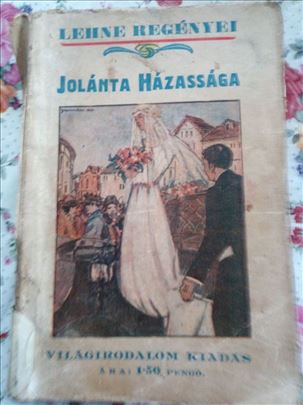 LEHNE REGÉNYEI
JOLÁNTA HÁZASSÁGA
VILÁGIRODALOM KIADÁS
ÁRA: 1·50 PENGŐ.